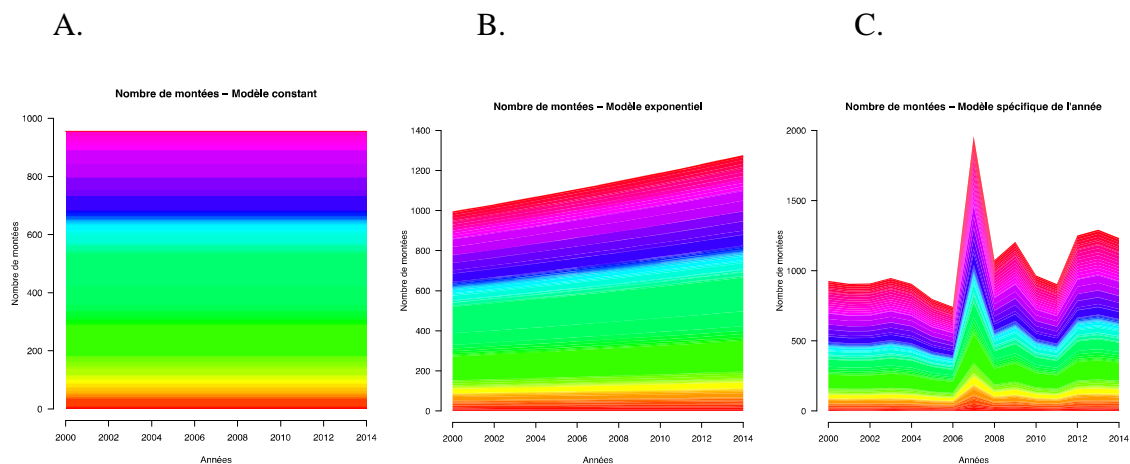 A.
B.
C.
Nombre de montées – Modèle constant
Nombre de montées
1000
800
600
400
200
0
2000 2002 2004 2006 2008 2010 2012 2014
Années
Nombre de montées – Modèle exponentiel
Nombre de montées
1400
1200
1000
800
600
400
200
0
2000 2002 2004 2006 2008 2010 2012 2014
Années
Nombre de montées – Modèle spécifique de l'année
Nombre de montées
2000
1500
1000
500
0
2000 2002 2004 2006 2008 2010 2012 2014
Années